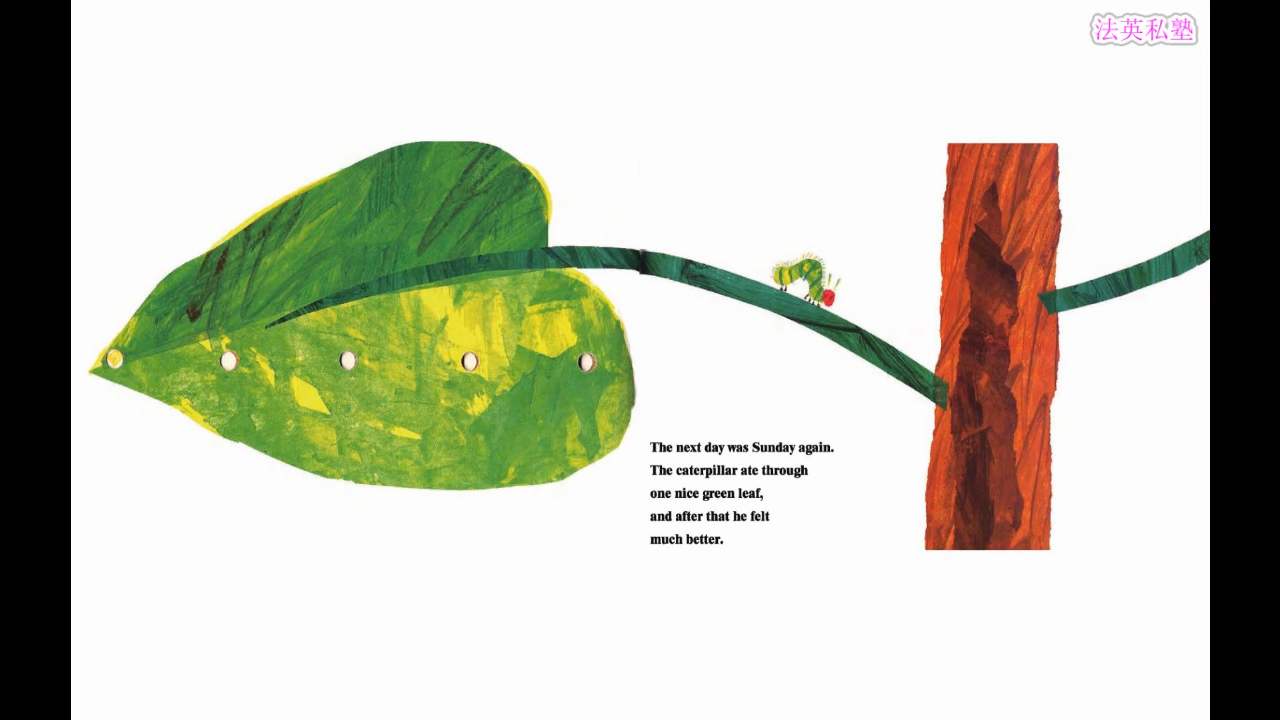 法英私塾
The next day was Sunday again.
The caterpillar ate through
one nice green leaf,
and after that he felt
much better.